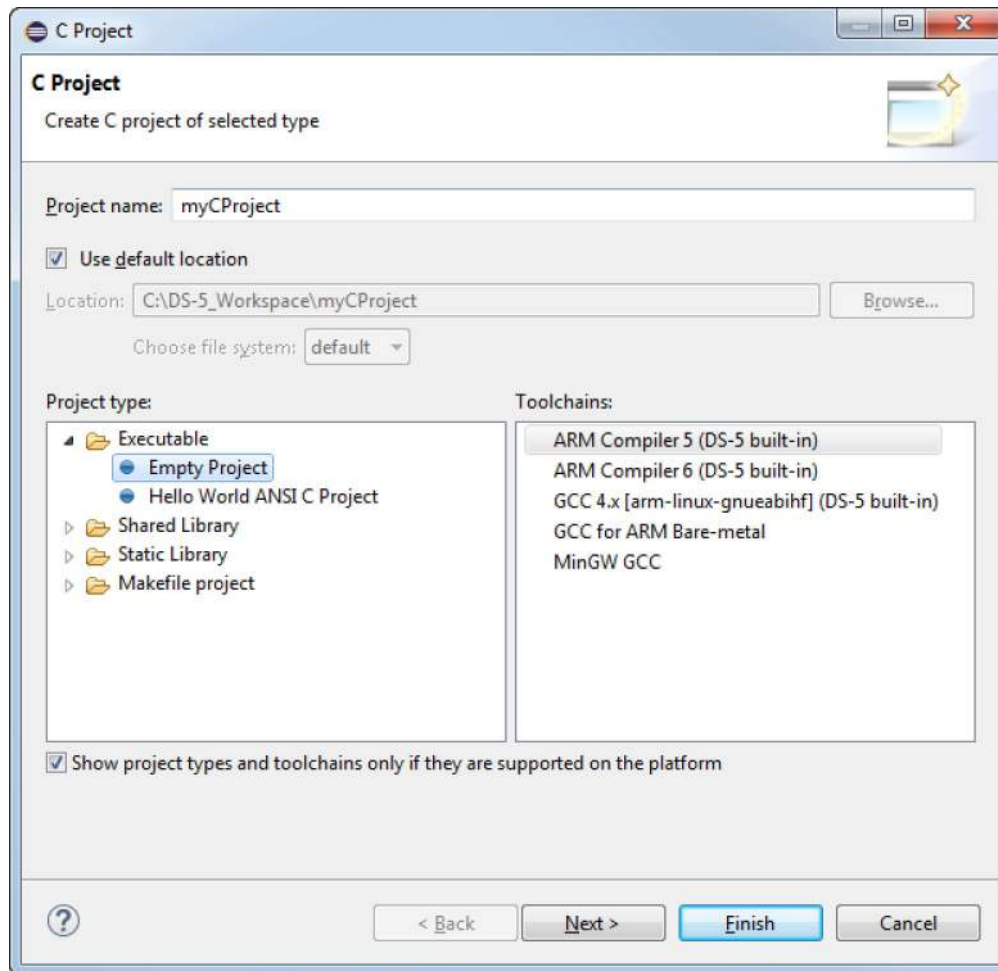 C Project
C Project
Create C project of selected type
Project name: myCProject
Use default location
Location: C:\DS-5_Workspace\myCProject Browse...
Choose file system: default
Project type: Toolchains:
Executable ARM Compiler 5 (DS-5 built-in)
Empty Project ARM Compiler 6 (DS-5 built-in)
Hello World ANSI C Project GCC 4.x [arm-linux-gnueabihf] (DS-5 built-in)
Shared Library GCC for ARM Bare-metal
Static Library MinGW GCC
Makefile project
Show project types and toolchains only if they are supported on the platform
? < Back Next > Finish Cancel